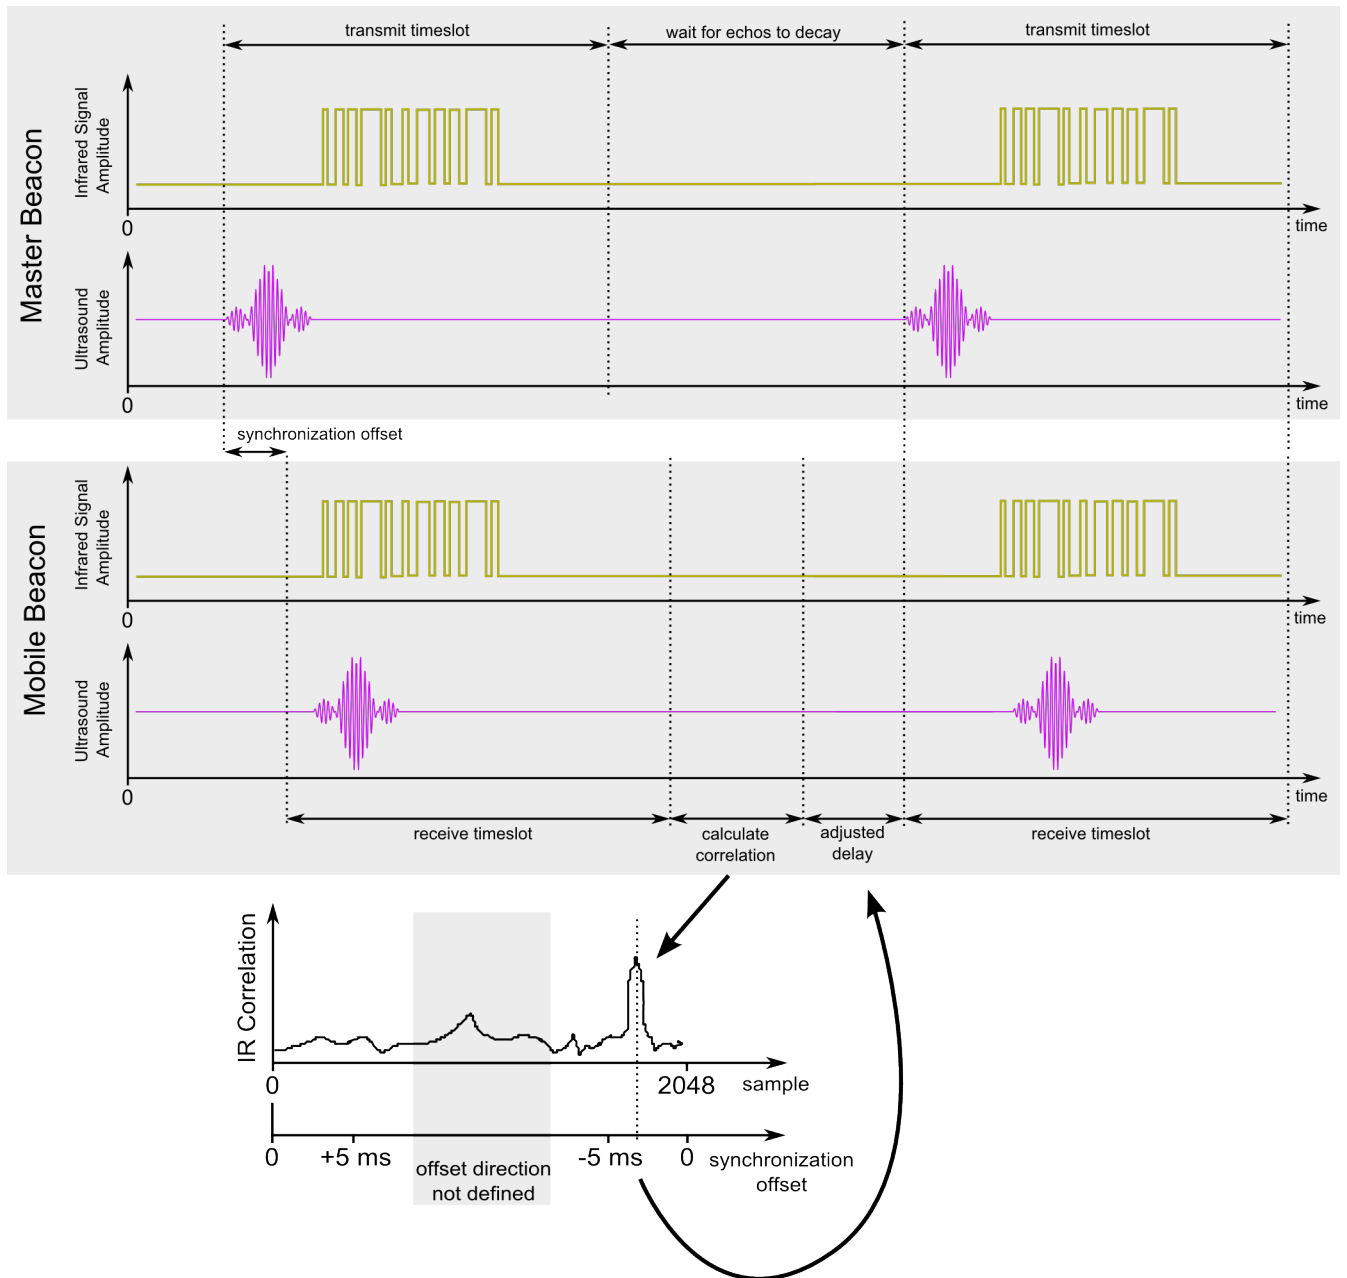 transmit timeslot
wait for echos to decay
transmit timeslot
Master Beacon
Infrared Signal
Amplitude
0
time
Ultrasound
Amplitude
0
time
synchronization offset
Mobile Beacon
Infrared Signal
Amplitude
0
time
Ultrasound
Amplitude
0
time
receive timeslot
calculate
correlation
adjusted
delay
receive timeslot
IR Correlation
0
2048
sample
0
+5 ms
offset direction
not defined
-5 ms
0
synchronization
offset